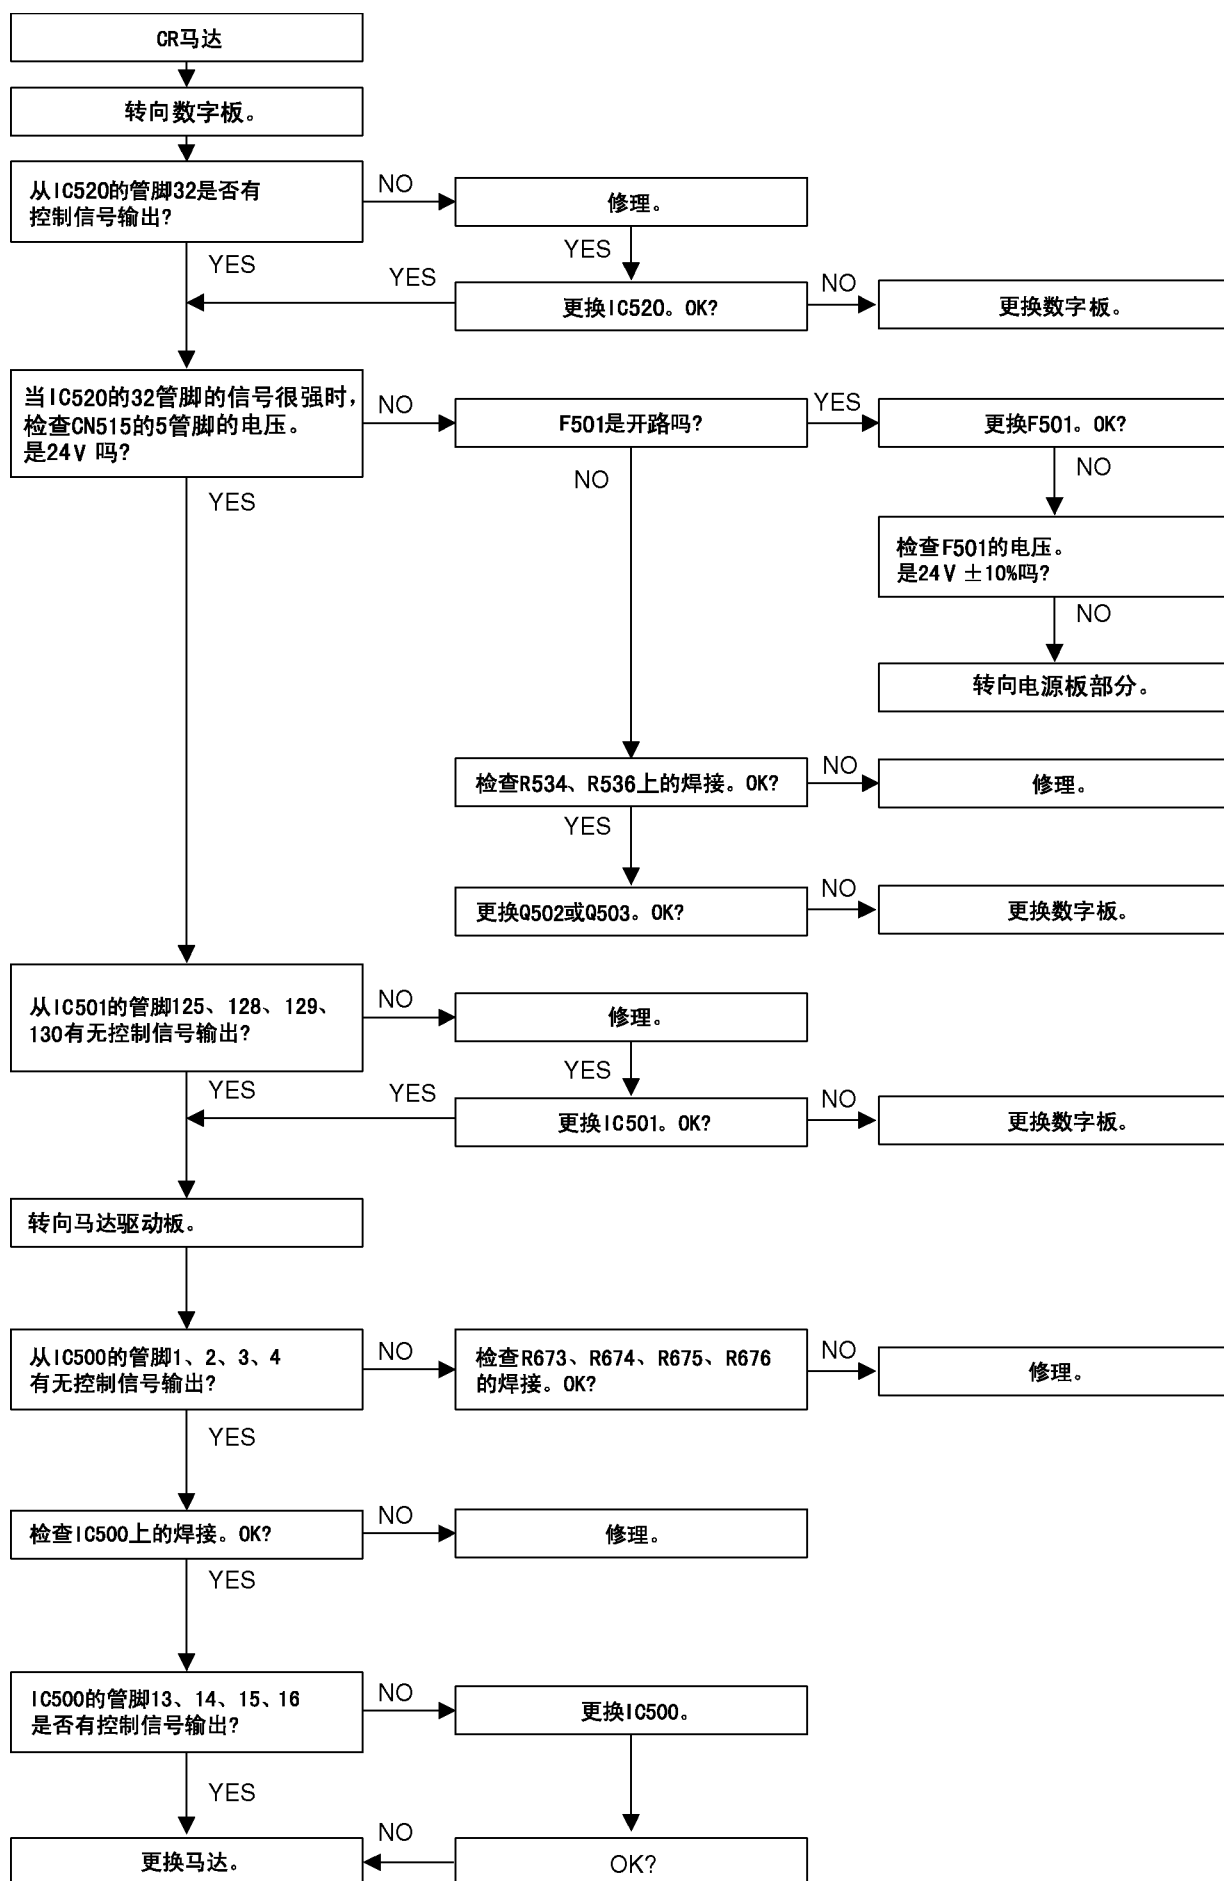 CR马达
转向数字板。
从IC520的管脚32是否有
控制信号输出?
NO
修理。
YES
YES
YES
更换IC520。OK?
NO
更换数字板。
当IC520的32管脚的信号很强时，
检查CN515的5管脚的电压。
是24V 吗?
NO
F501是开路吗?
YES
更换F501。OK?
YES
NO
NO
检查F501的电压。
是24V ±10%吗?
NO
转向电源板部分。
检查R534、R536上的焊接。OK?
NO
修理。
YES
更换Q502或Q503。OK?
NO
更换数字板。
从IC501的管脚125、128、129、
130有无控制信号输出?
NO
修理。
YES
YES
YES
更换IC501。OK?
NO
更换数字板。
转向马达驱动板。
从IC500的管脚1、2、3、4
有无控制信号输出?
NO
检查R673、R674、R675、R676
的焊接。OK?
NO
修理。
YES
检查IC500上的焊接。OK?
NO
修理。
YES
IC500的管脚13、14、15、16
是否有控制信号输出?
NO
更换IC500。
YES
更换马达。
NO
OK?